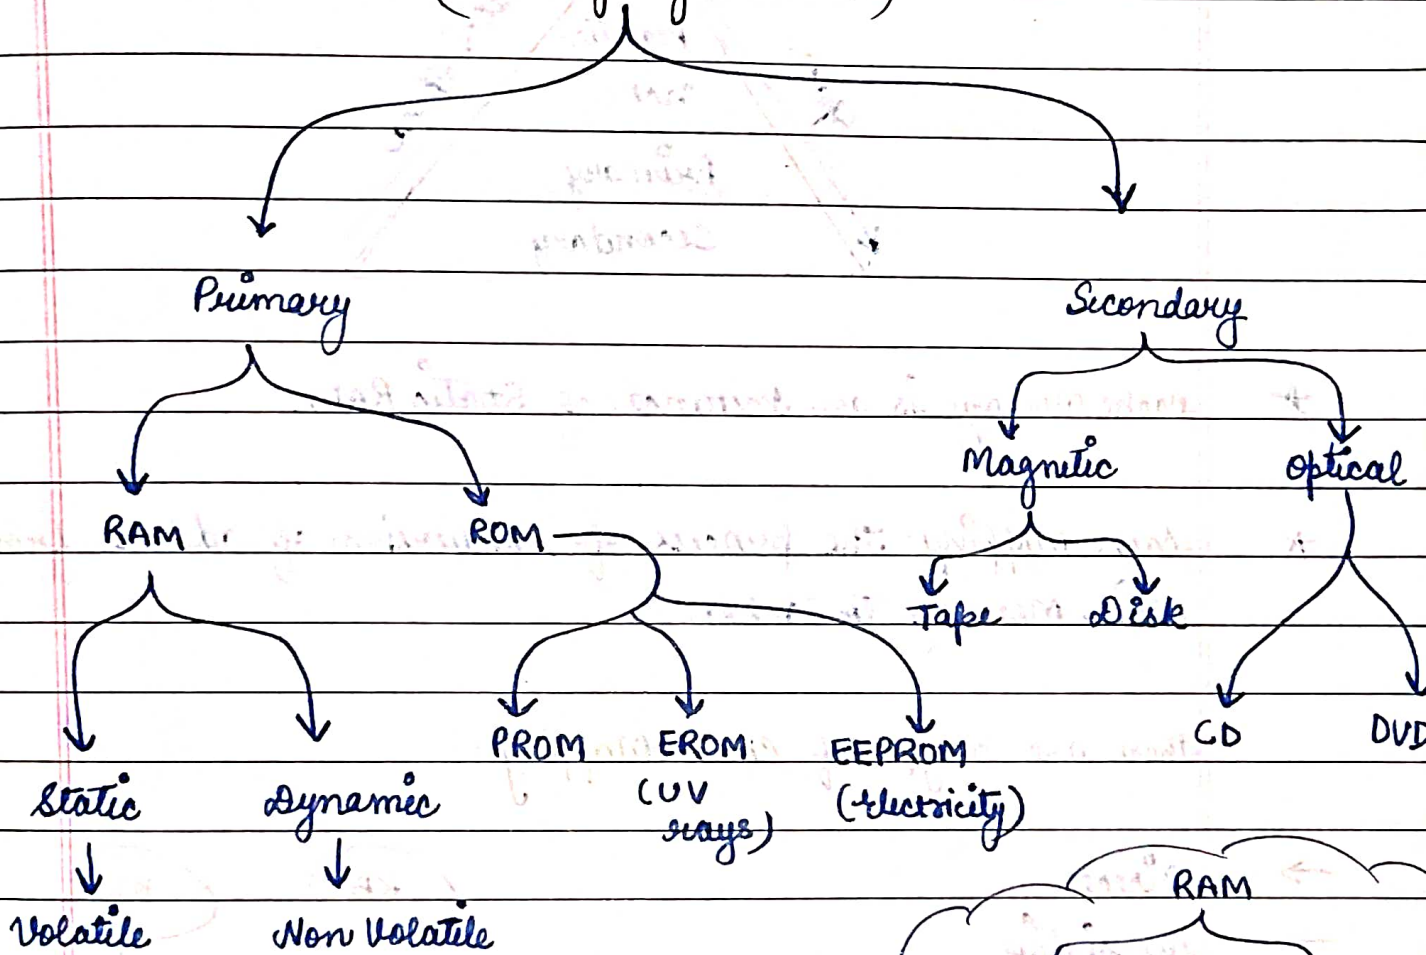 Primary
Secondary
Magnetic
Optical
RAM
ROM
Tape
Disk
PROM
EROM
EEPROM
CD
DVD
(UV
rays)
(Electricity)
Static
Dynamic
Volatile
Non Volatile
RAM